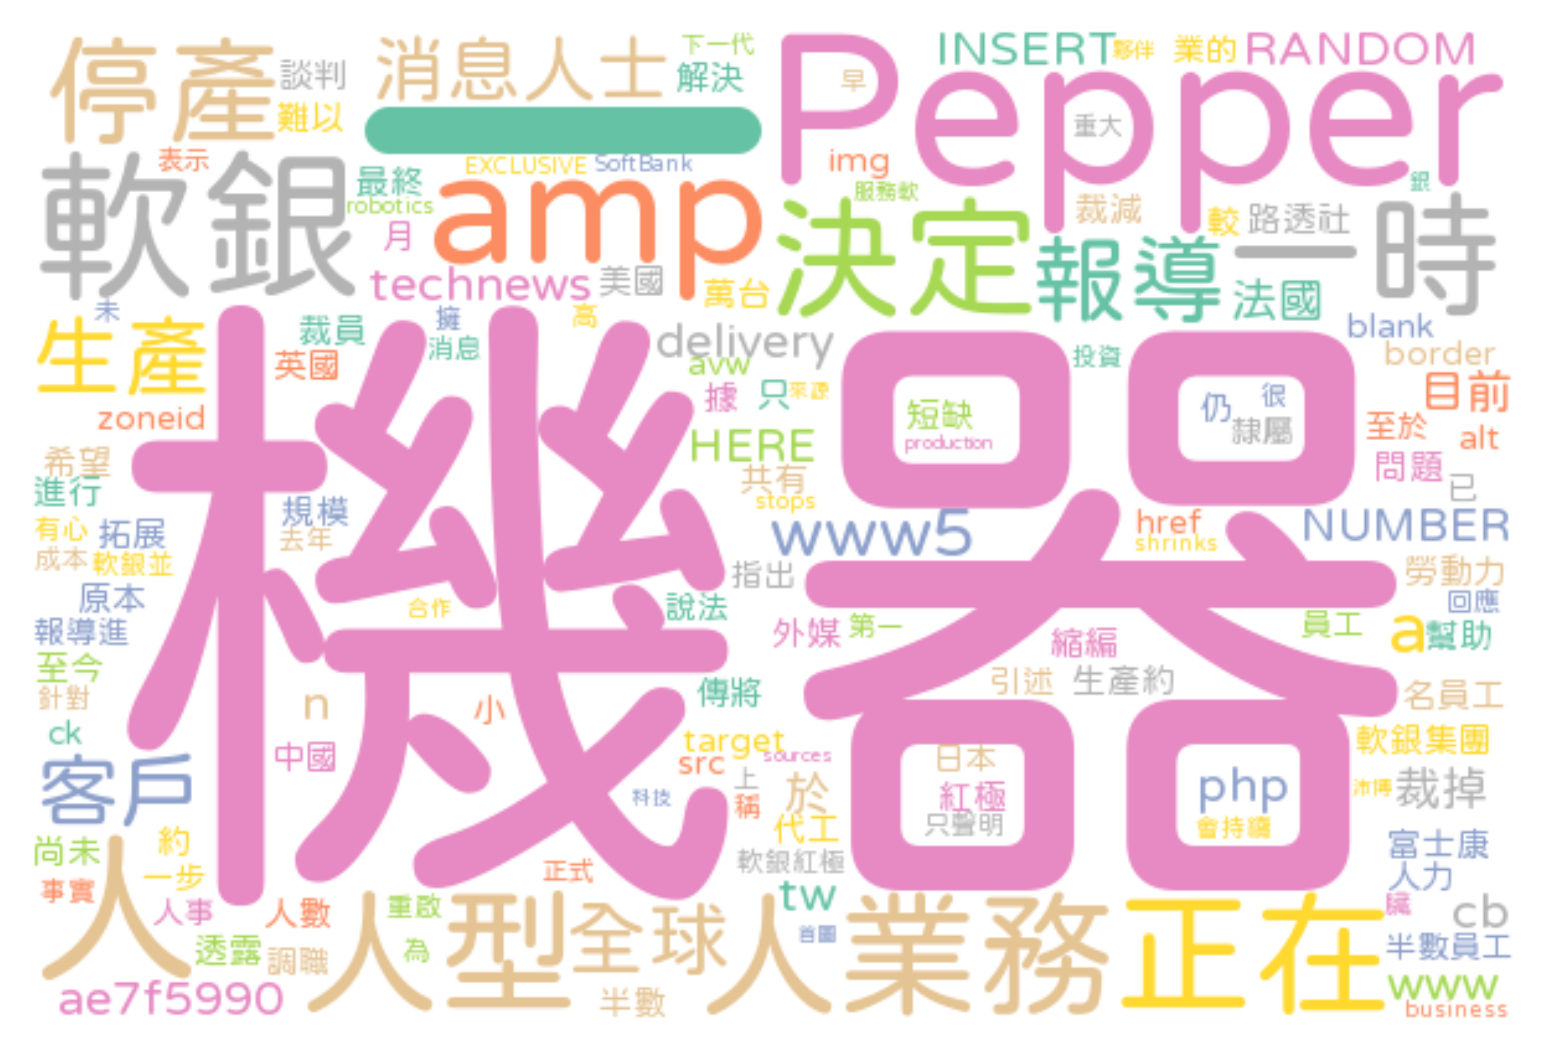 停產
談判
難以
消息人士
下一代
解決
一
Pepper
早
重大
INSERT
夥伴
業的
RANDOM
表示
軟銀
最終
robotics
月
EXCLUSIVE
SoftBank
amp
img
服務軟
銀
裁減
較
路透社
一時
決定
報導
法國
technews
美國
萬台
未
生產
裁員
英國
擁
消息
高
delivery
avw
blank
border
投資
目前
zoneid
據
只
來源
短缺
production
仍
很
隸屬
至於
alt
HERE
希望
進行
共有
stops
問題
已
規模
去年
有心
拓展
成本
軟銀並
www5
href
shrinks
NUMBER
機器
指出
勞動力
原本
合作
說法
回應
報導進
外媒
第一
縮編
員工
a
幫助
至今
引述
生產約
針對
n
小
傳將
名員工
ck
中國
target
sources
src
日本
軟銀集團
客戶
科技
上
稱
於
紅極
只聲明
php
會持續
沛博
裁掉
代工
尚未
約
一步
正式
軟銀紅極
富士康
人力
事實
人
人事
人數
重啟
tw
臟
cb
人型
全球
人
首圖
業務
正在
透露
調職
為
半數員工
ae7f5990
半數
www
business